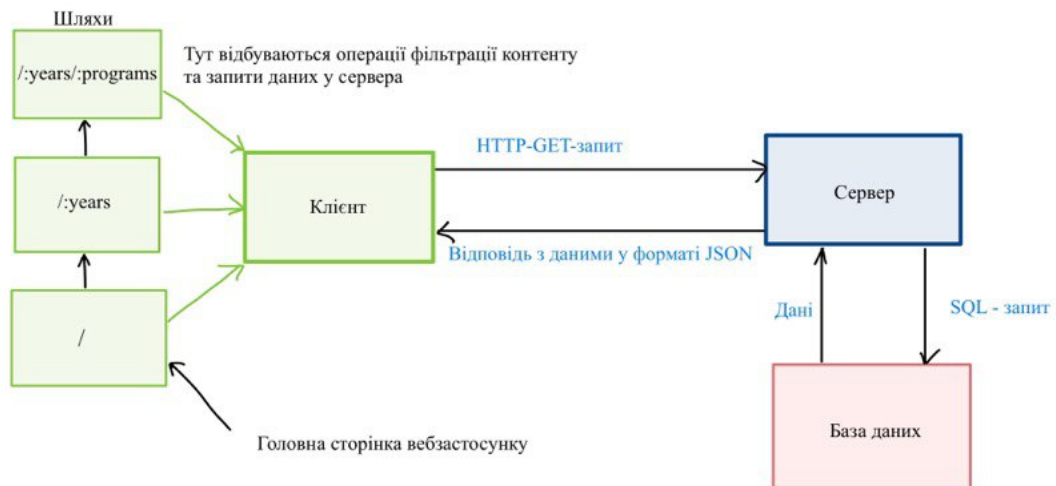 Шляхи
/:years/:programs
Тут відбуваються операції фільтрації контенту
та запити даних у сервера
HTTP-GET-запит
/:years
Клієнт
Сервер
Відповідь з даними у форматі JSON
Дані
SQL - запит
/
База даних
Головна сторінка вебзастосунку